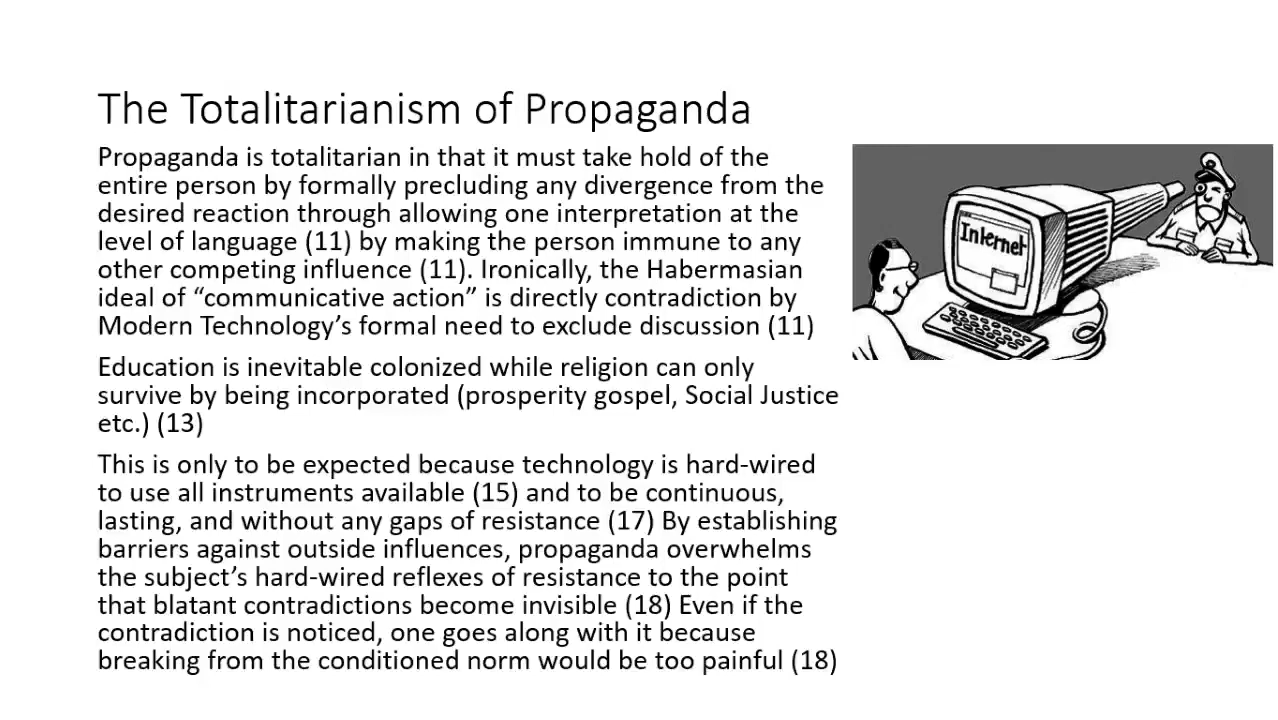 The Totalitarianism of Propaganda
Propaganda is totalitarian in that it must take hold of the
entire person by formally precluding any divergence from the
desired reaction through allowing one interpretation at the
level of language (11) by making the person immune to any
other competing influence (11). Ironically, the Habermasian
ideal of “communicative action” is directly contradiction by
Modern Technology’s formal need to exclude discussion (11)
Education is inevitable colonized while religion can only
survive by being incorporated (prosperity gospel, Social Justice
etc.) (13)
This is only to be expected because technology is hard-wired
to use all instruments available (15) and to be continuous,
lasting, and without any gaps of resistance (17) By establishing
barriers against outside influences, propaganda overwhelms
the subject’s hard-wired reflexes of resistance to the point
that blatant contradictions become invisible (18) Even if the
contradiction is noticed, one goes along with it because
breaking from the conditioned norm would be too painful (18)
Internet